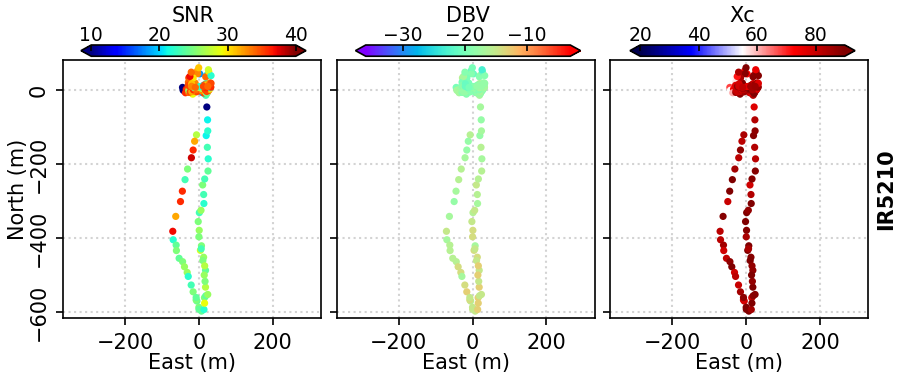 SNR DBV Xc
10 20 30 40 −30 −20 −10 20 40 60 80
North (m)
0
−200
−400
−600
IR5210
−200 0 200 −200 0 200 −200 0 200
East (m) East (m) East (m)